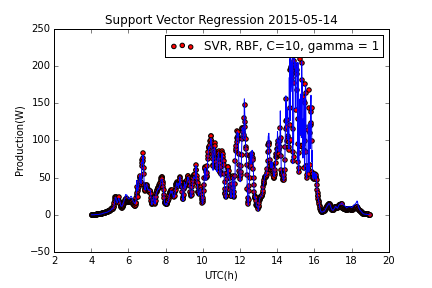 Support Vector Regression 2015-05-14
SVR, RBF, C=10, gamma = 1
250
200
150
100
50
0
−50
Production(W)
2 4 6 8 10 12 14 16 18 20
UTC(h)